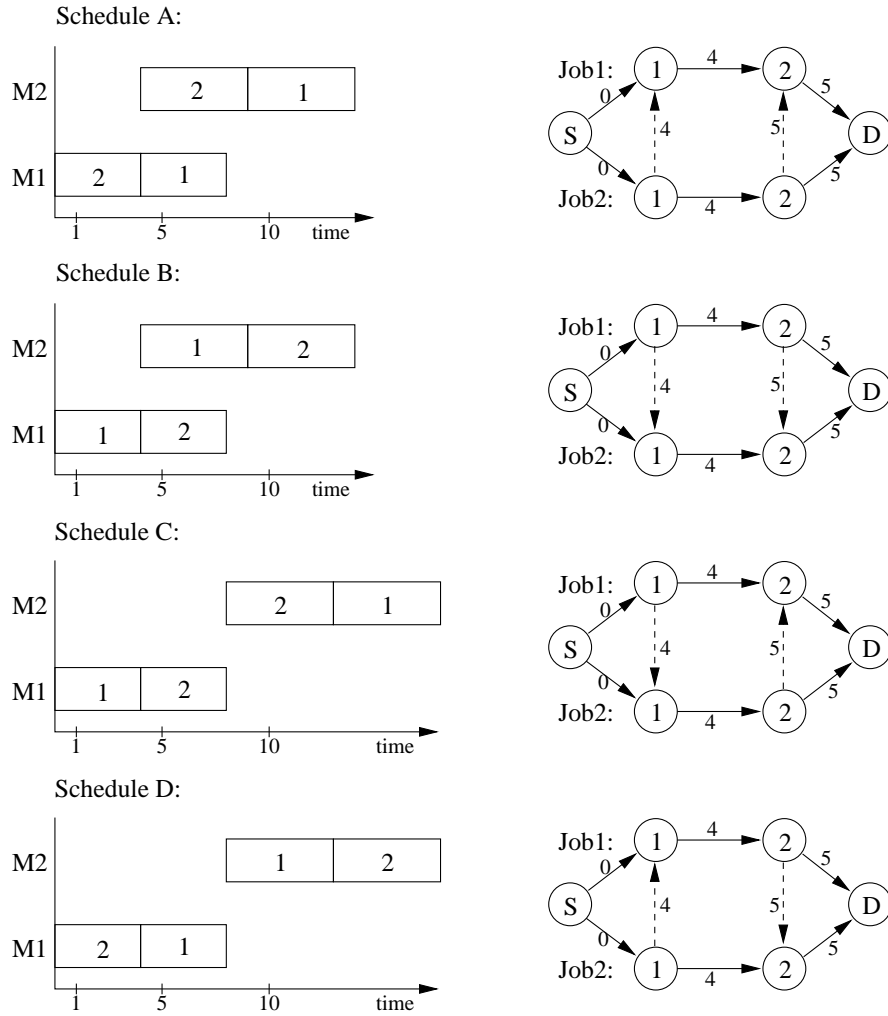 Schedule A:
M2 2 1
M1 2 1
1 5 10 time
Job1: 1 4 2
0 5
S 4 5 D
0 5
Job2: 1 4 2
Schedule B:
M2 1 2
M1 1 2
1 5 10 time
Job1: 1 4 2
0 5
S 4 5 D
0 5
Job2: 1 4 2
Schedule C:
M2 2 1
M1 1 2
1 5 10 time
Job1: 1 4 2
0 5
S 4 5 D
0 5
Job2: 1 4 2
Schedule D:
M2 1 2
M1 2 1
1 5 10 time
Job1: 1 4 2
0 5
S 4 5 D
0 5
Job2: 1 4 2